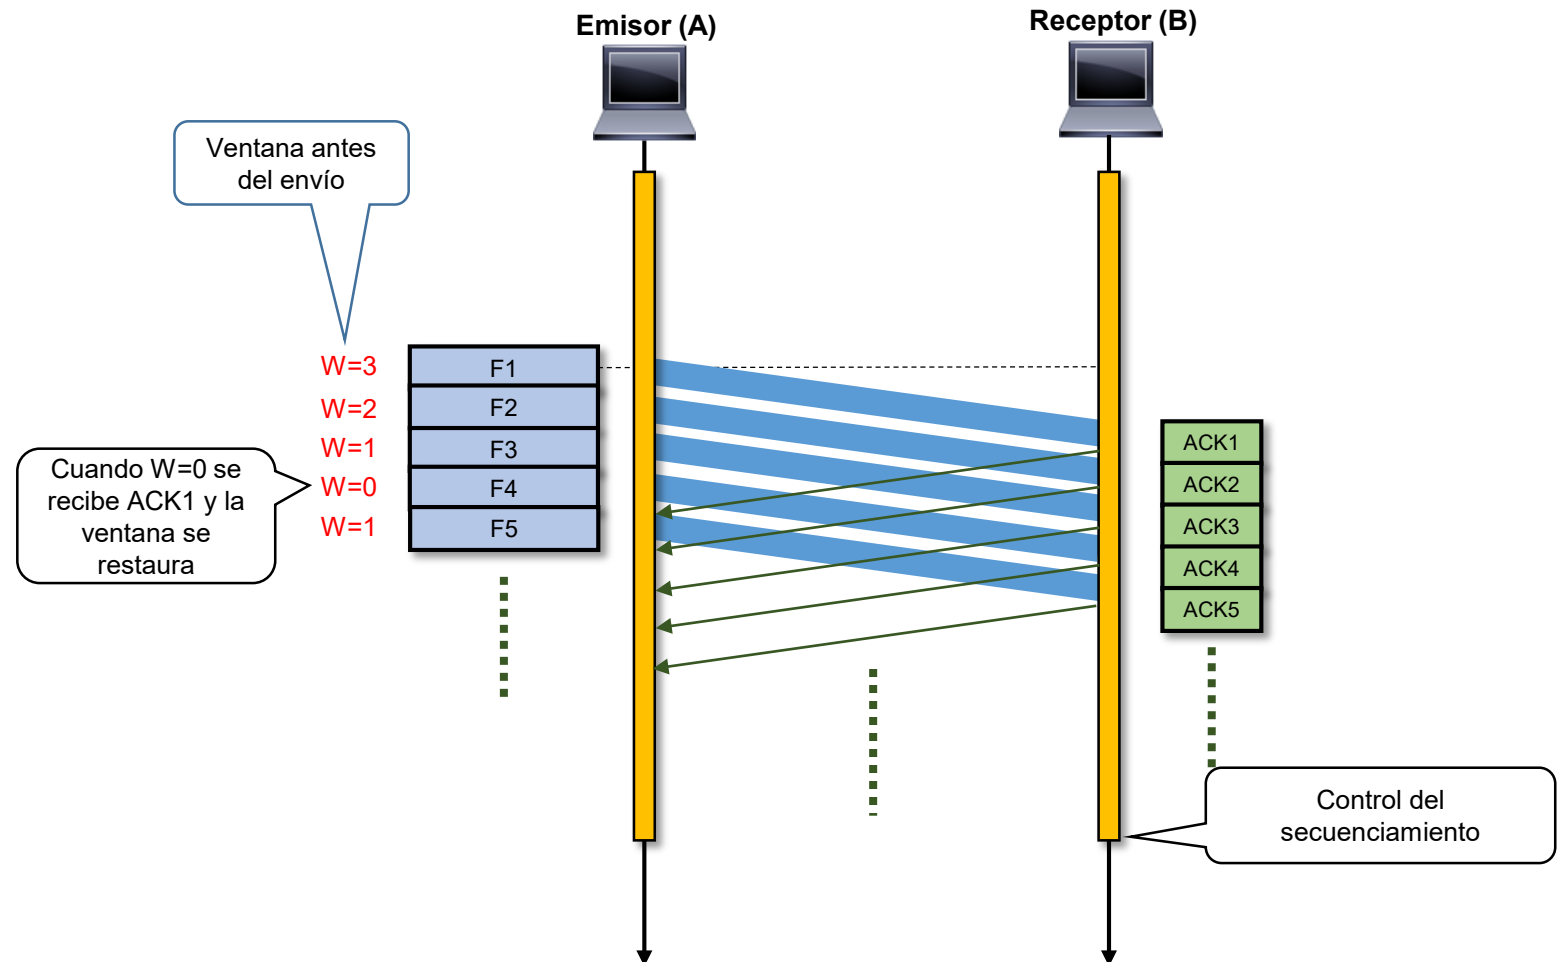 Emisor (A)
Receptor (B)
Ventana antes
del envío
W=3
F1
W=2
F2
W=1
F3
W=0
F4
W=1
F5
Cuando W=0 se
recibe ACK1 y la
ventana se
restaura
ACK1
ACK2
ACK3
ACK4
ACK5
Control del
secuenciamiento